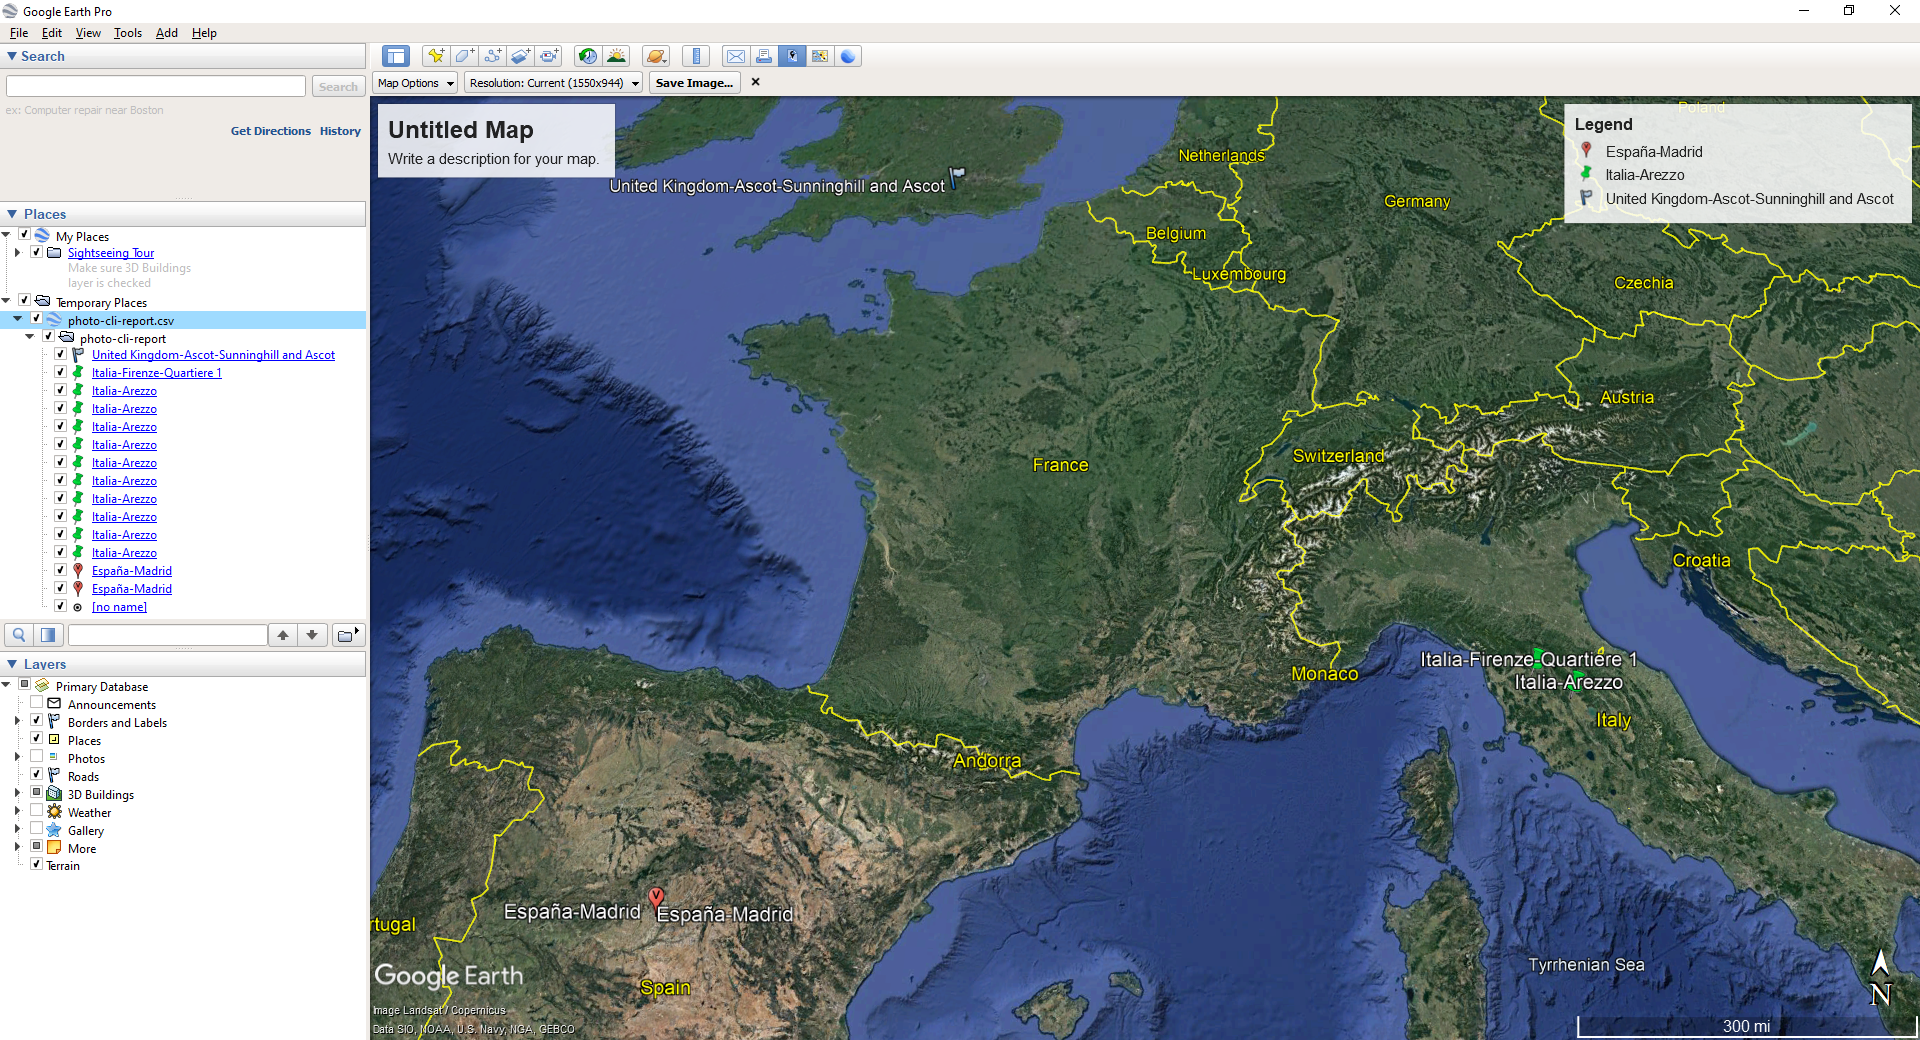 Google Earth Pro
File Edit View Tools Add Help
Search
Search
ex: Computer repair near Boston
Get Directions History
Places
My Places
Sightseeing Tour
Make sure 3D Buildings
layer is checked
Temporary Places
photo-cli-report.csv
photo-cli-report
United Kingdom-Ascot-Sunninghill and Ascot
Italia-Firenze-Quartiere 1
Italia-Arezzo
Italia-Arezzo
Italia-Arezzo
Italia-Arezzo
Italia-Arezzo
Italia-Arezzo
Italia-Arezzo
Italia-Arezzo
Italia-Arezzo
Italia-Arezzo
España-Madrid
España-Madrid
[no name]
Layers
Primary Database
Announcements
Borders and Labels
Places
Photos
Roads
3D Buildings
Weather
Gallery
More
Terrain
Map Options Resolution: Current (1550x944) Save Image...
Untitled Map
Write a description for your map.
Legend
España-Madrid
Italia-Arezzo
United Kingdom-Ascot-Sunninghill and Ascot
Poland
Netherlands
United Kingdom-Ascot-Sunninghill and Ascot
Germany
Belgium
Luxembourg
Czechia
Austria
Switzerland
France
Croatia
Italia-Firenze-Quartiere 1
Monaco
Italia-Arezzo
Italy
Andorra
España-Madrid
V
España-Madrid
rtugal
Tyrrhenian Sea
Google Earth
Spain
N
Image Landsat / Copernicus
Data SIO, NOAA, U.S. Navy, NGA, GEBCO
300 mi